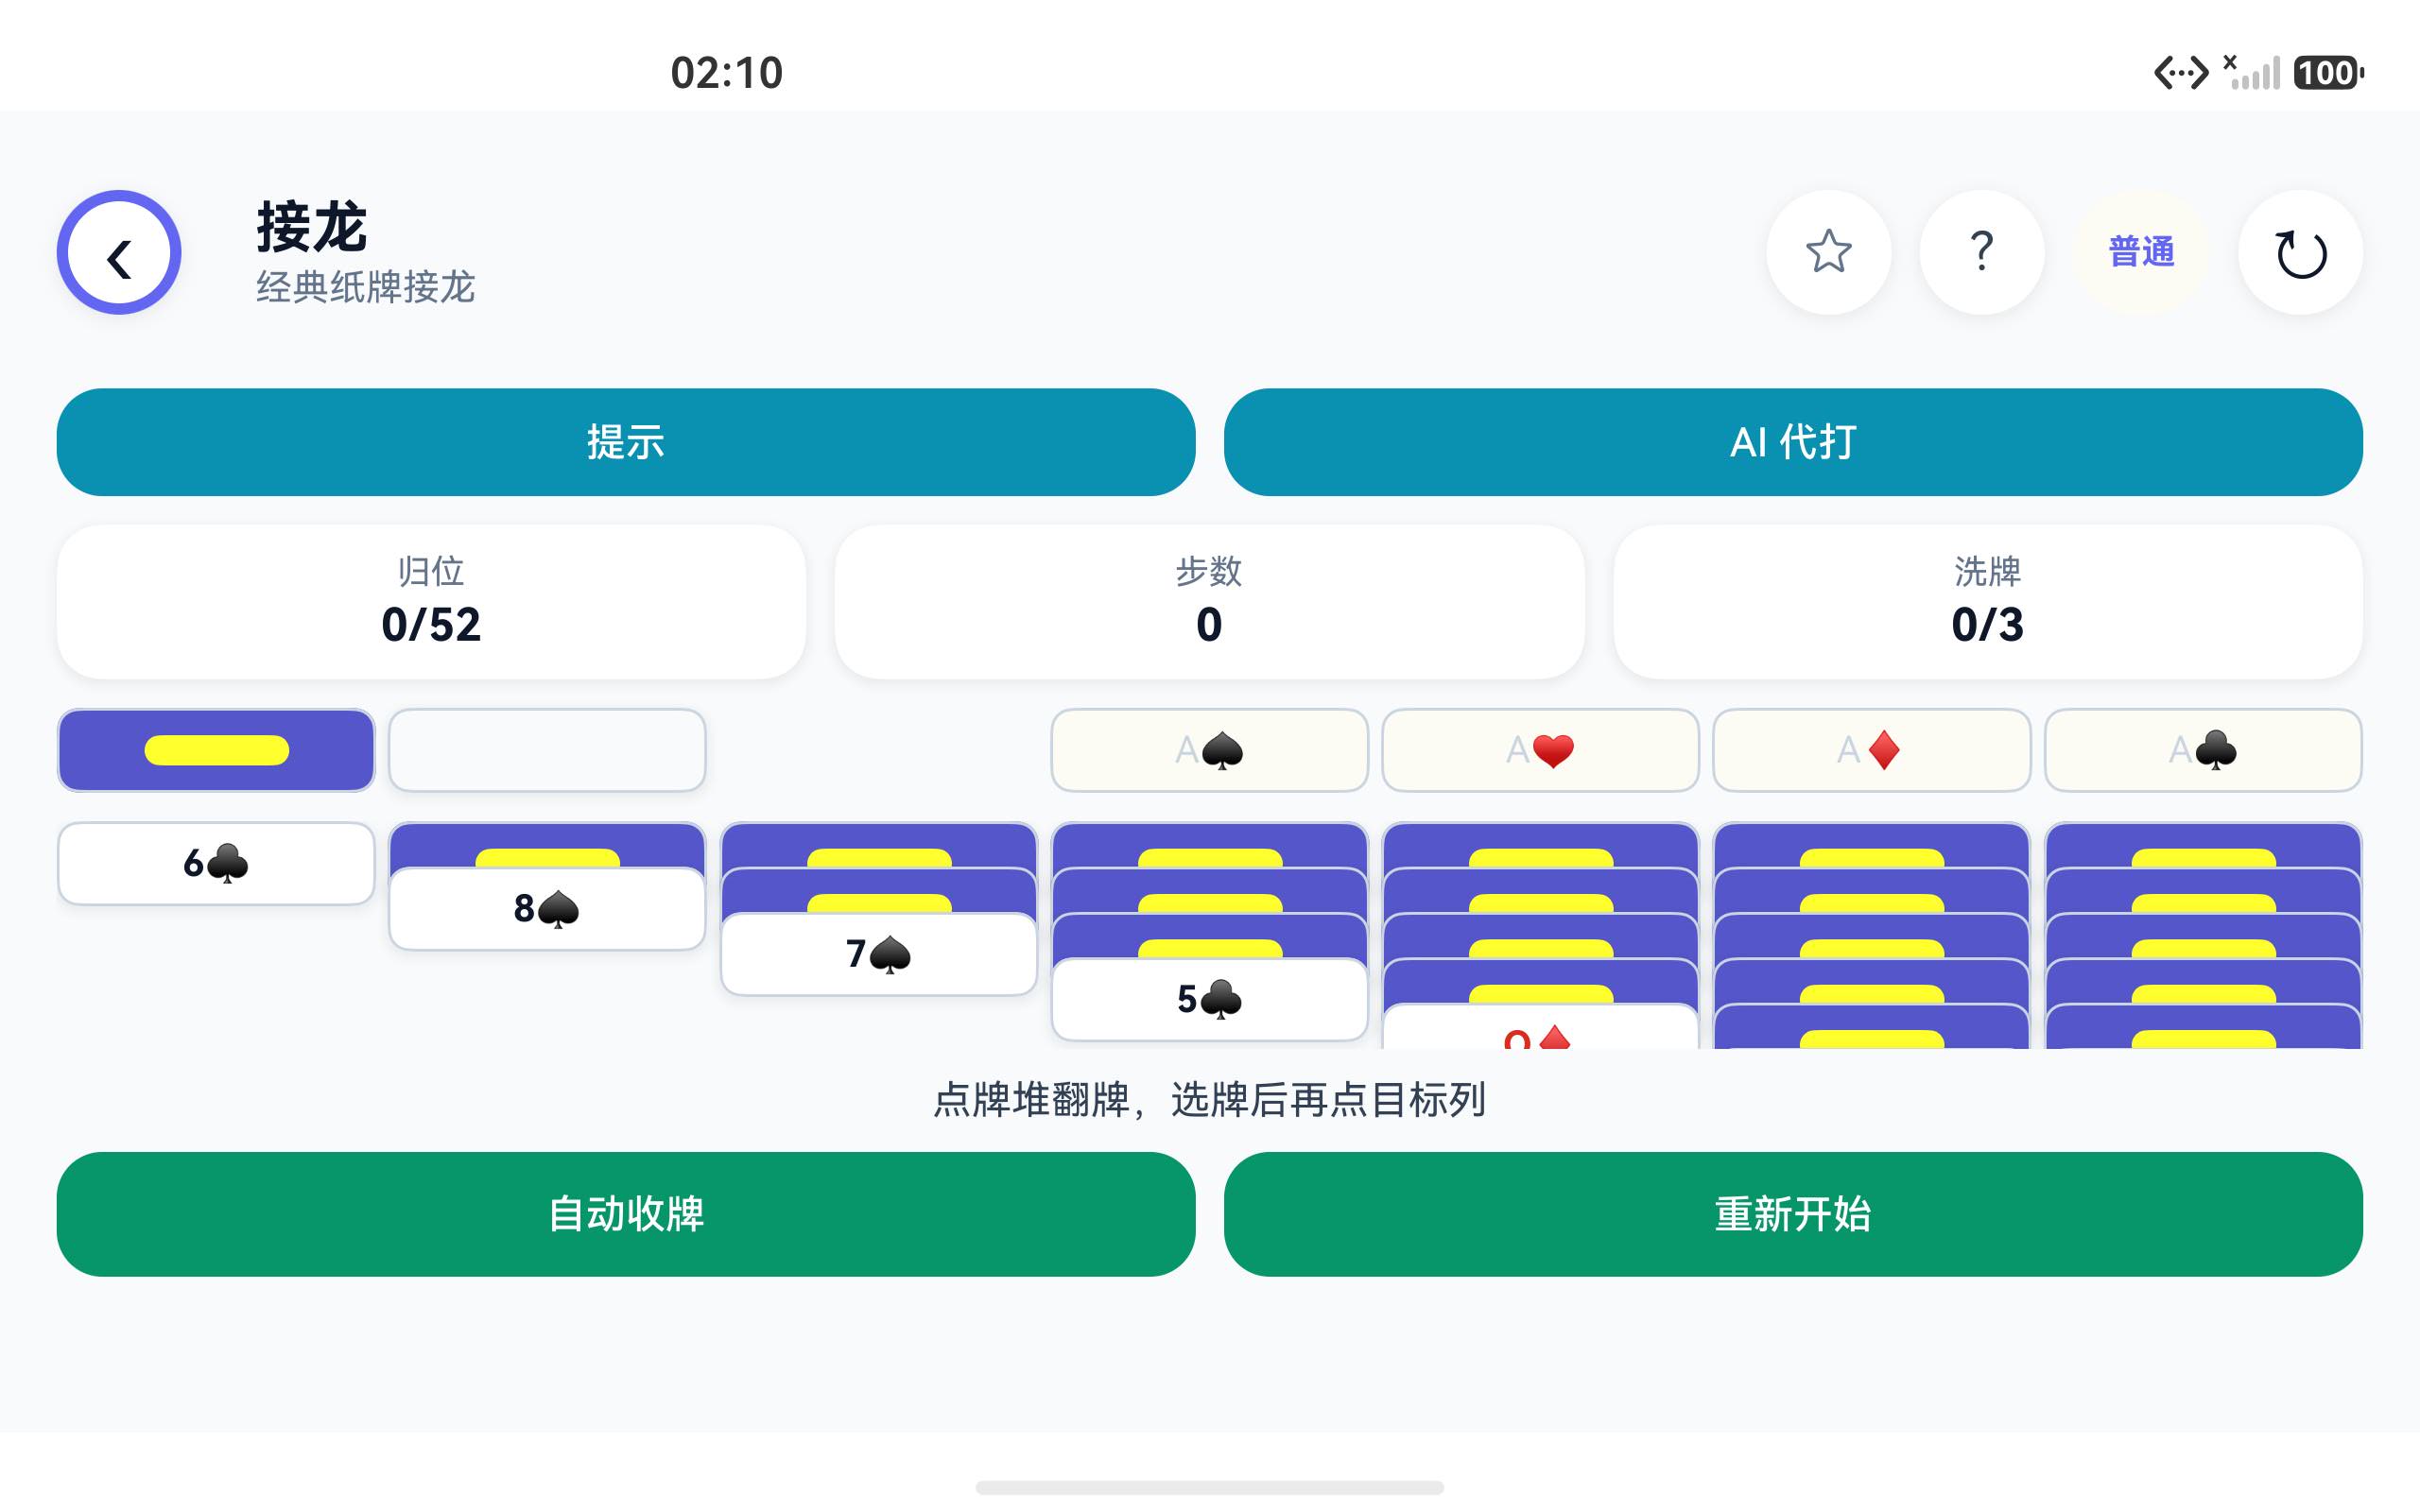 02:10
100
接龙
经典纸牌接龙
?
普通
提示
AI 代打
归位
0/52
步数
0
洗牌
0/3
A♠
A♥
A♦
A♣
6♣
8♠
7♠
5♣
点牌堆翻牌，选牌后再点目标列
自动收牌
重新开始